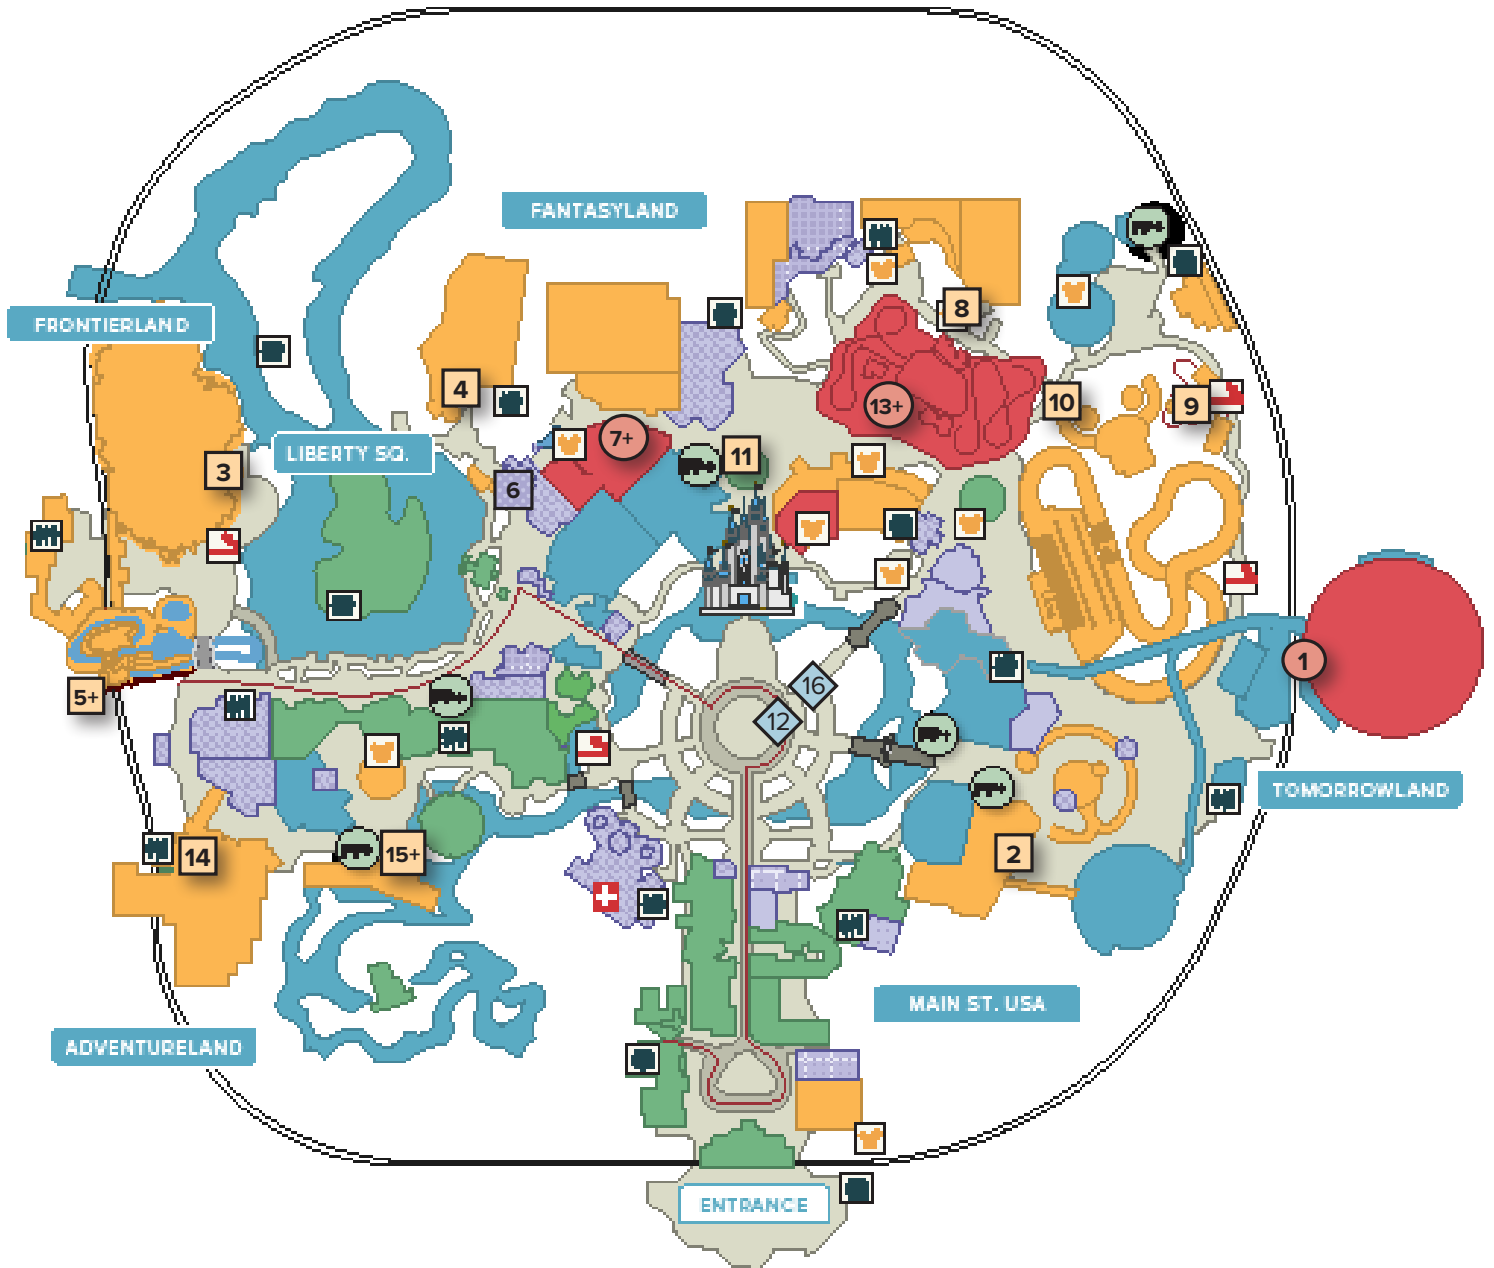 FANTASYLAND
8
FRONTIERLAND
4
13+
10
9
7+
LIBERTY SQ.
11
3
6
1
16
5+
12
TOMORROWLAND
14
15+
2
MAIN ST. USA
ADVENTURELAND
ENTRANCE